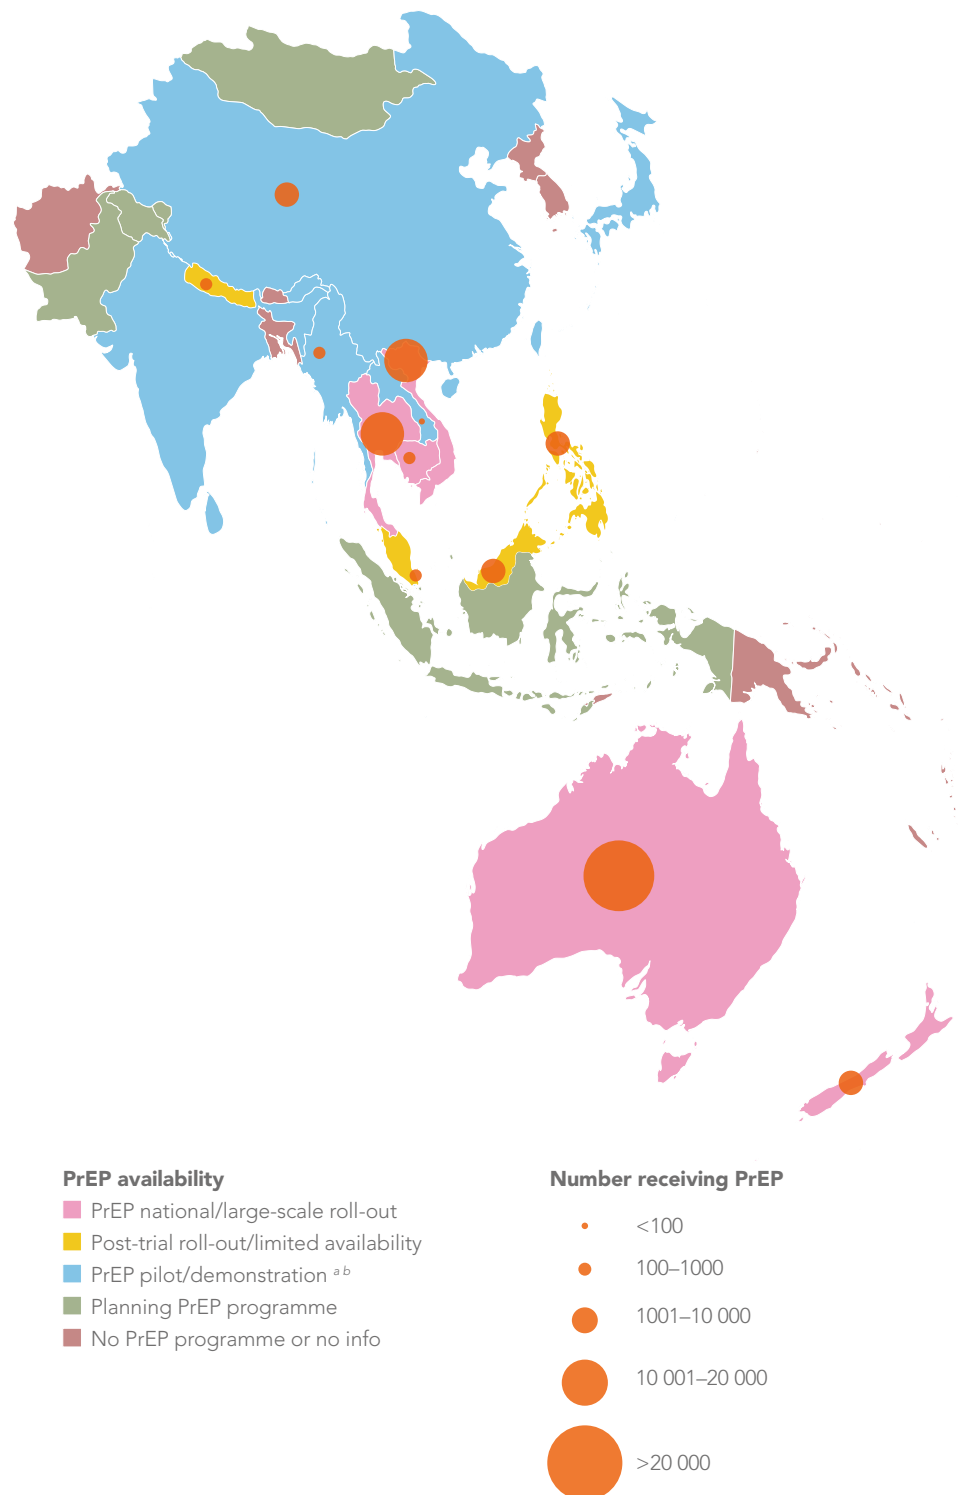 PrEP availability
PrEP national/large-scale roll-out
Post-trial roll-out/limited availability
PrEP pilot/demonstration a b
Planning PrEP programme
No PrEP programme or no info
Number receiving PrEP
<100
100–1000
1001–10 000
10 001–20 000
>20 000